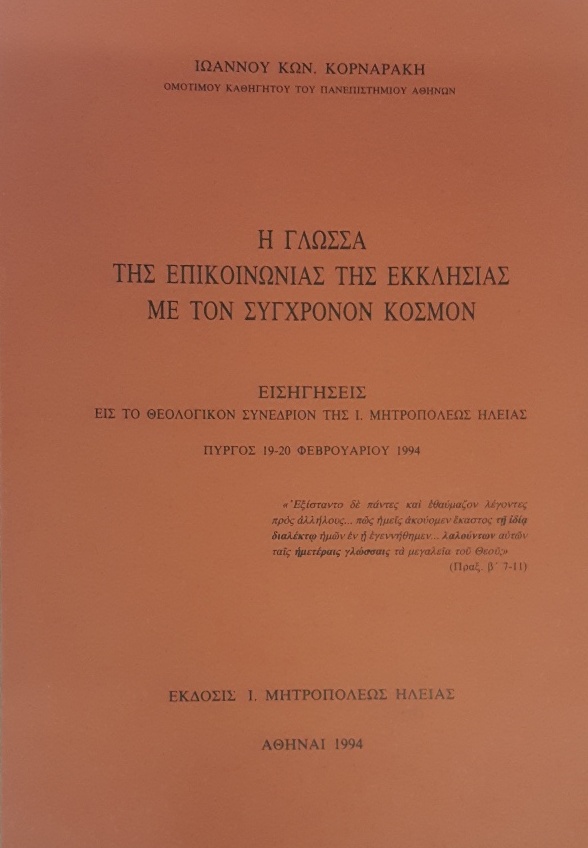 ΙΩΑΝΝΟΥ ΚΩΝ. ΚΟΡΝΑΡΑΚΗ
ΟΜΟΤΙΜΟΥ ΚΑΘΗΓΗΤΟΥ ΤΟΥ ΠΑΝΕΠΙΣΤΗΜΙΟΥ ΑΘΗΝΩΝ
Η ΓΛΩΣΣΑ
ΤΗΣ ΕΠΙΚΟΙΝΩΝΙΑΣ ΤΗΣ ΕΚΚΛΗΣΙΑΣ
ΜΕ ΤΟΝ ΣΥΓΧΡΟΝΟΝ ΚΟΣΜΟΝ
ΕΙΣΗΓΗΣΕΙΣ
ΕΙΣ ΤΟ ΘΕΟΛΟΓΙΚΟΝ ΣΥΝΕΔΡΙΟΝ ΤΗΣ Ι. ΜΗΤΡΟΠΟΛΕΩΣ ΗΛΕΙΑΣ
ΠΥΡΓΟΣ 19-20 ΦΕΒΡΟΥΑΡΙΟΥ 1994
«Ἐξίσταντο δὲ πάντες καὶ ἐθαύμαζον λέγοντες
πρὸς ἀλλήλους... πῶς ἡμεῖς ἀκούομεν ἕκαστος τῇ ἰδίᾳ
διαλέκτῳ ἡμῶν ἐν ᾗ ἐγεννήθημεν... λαλούντων αὐτῶν
ταῖς ἡμετέραις γλώσσαις τὰ μεγαλεῖα τοῦ Θεοῦ;»
(Πραξ. β΄ 7-11)
ΕΚΔΟΣΙΣ Ι. ΜΗΤΡΟΠΟΛΕΩΣ ΗΛΕΙΑΣ
ΑΘΗΝΑΙ 1994